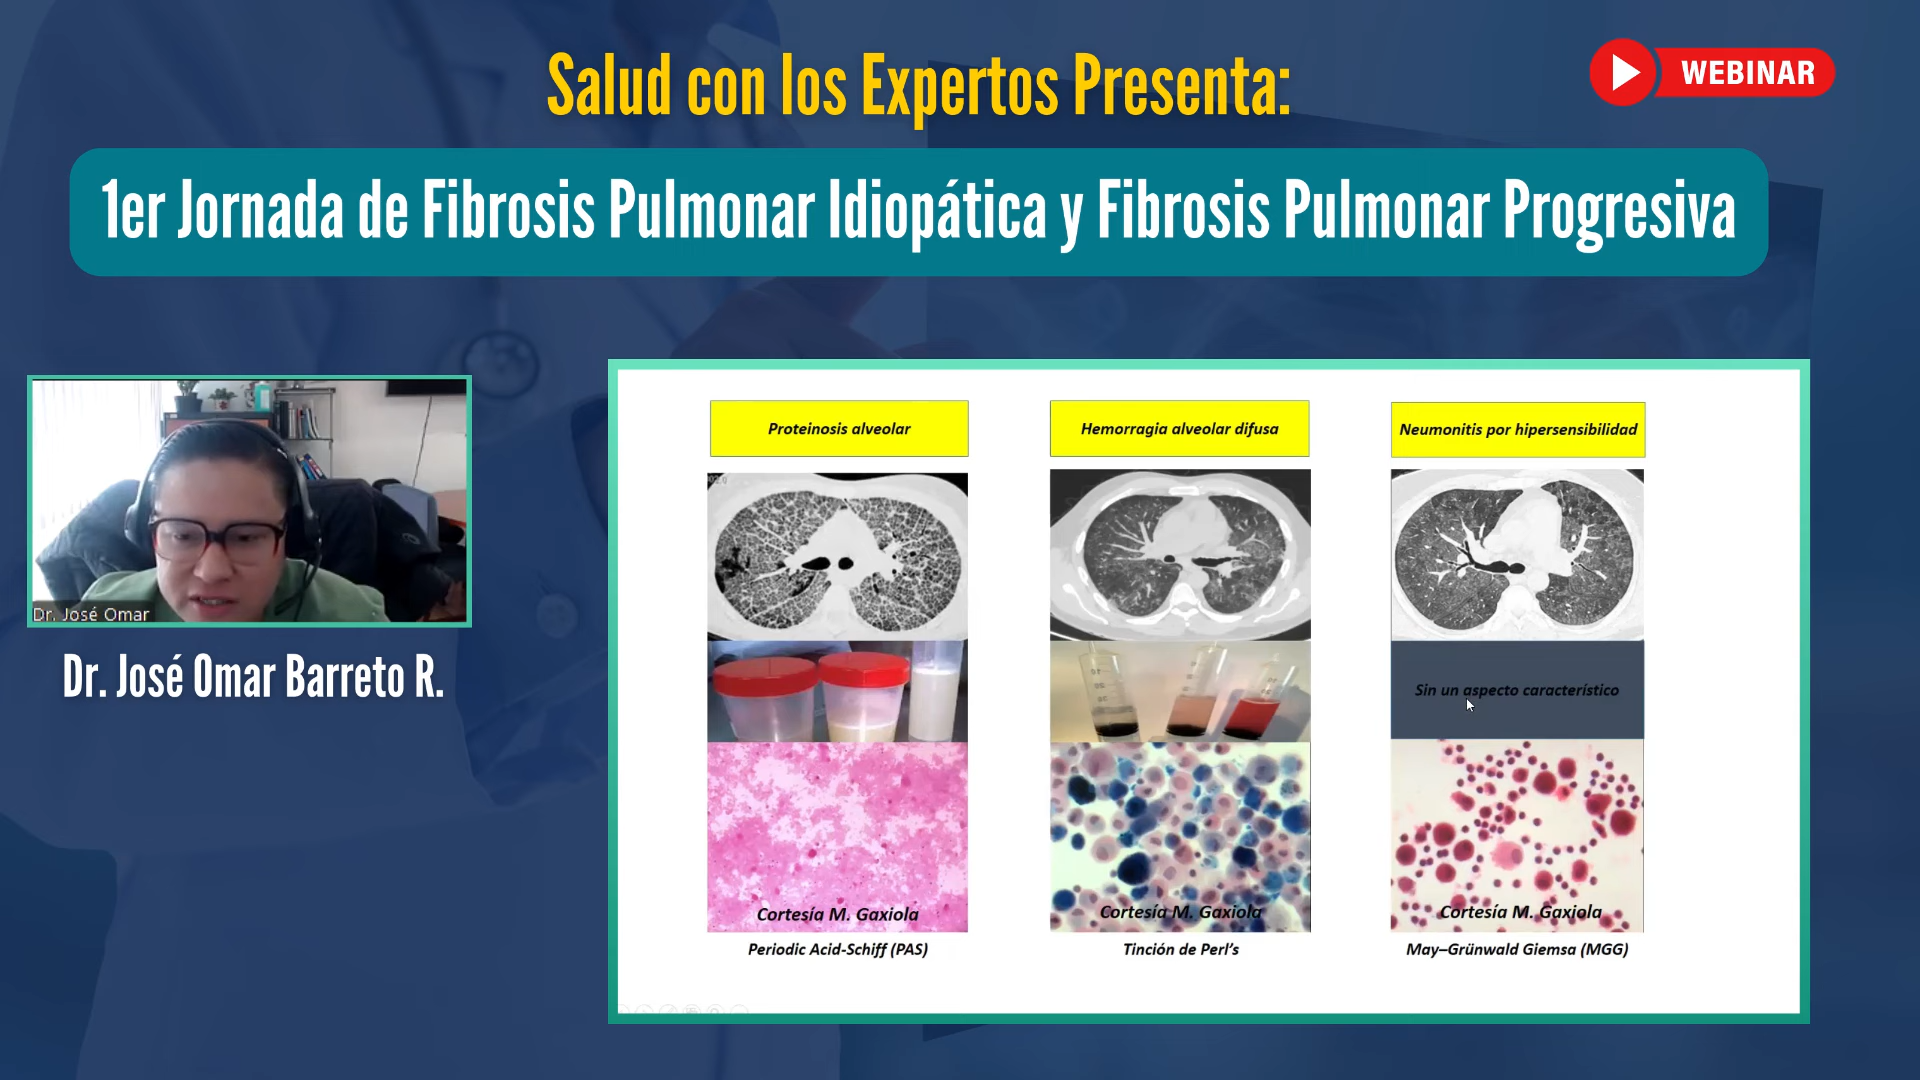 Salud con los Expertos Presenta:
WEBINAR
1er Jornada de Fibrosis Pulmonar Idiopática y Fibrosis Pulmonar Progresiva
Dr. José Omar
Dr. José Omar Barreto R.
Proteinosis alveolar
Hemorragia alveolar difusa
Neumonitis por hipersensibilidad
Sin un aspecto característico
Cortesía M. Gaxiola
Cortesía M. Gaxiola
Cortesía M. Gaxiola
Periodic Acid-Schiff (PAS)
Tinción de Perl's
May–Grünwald Giemsa (MGG)